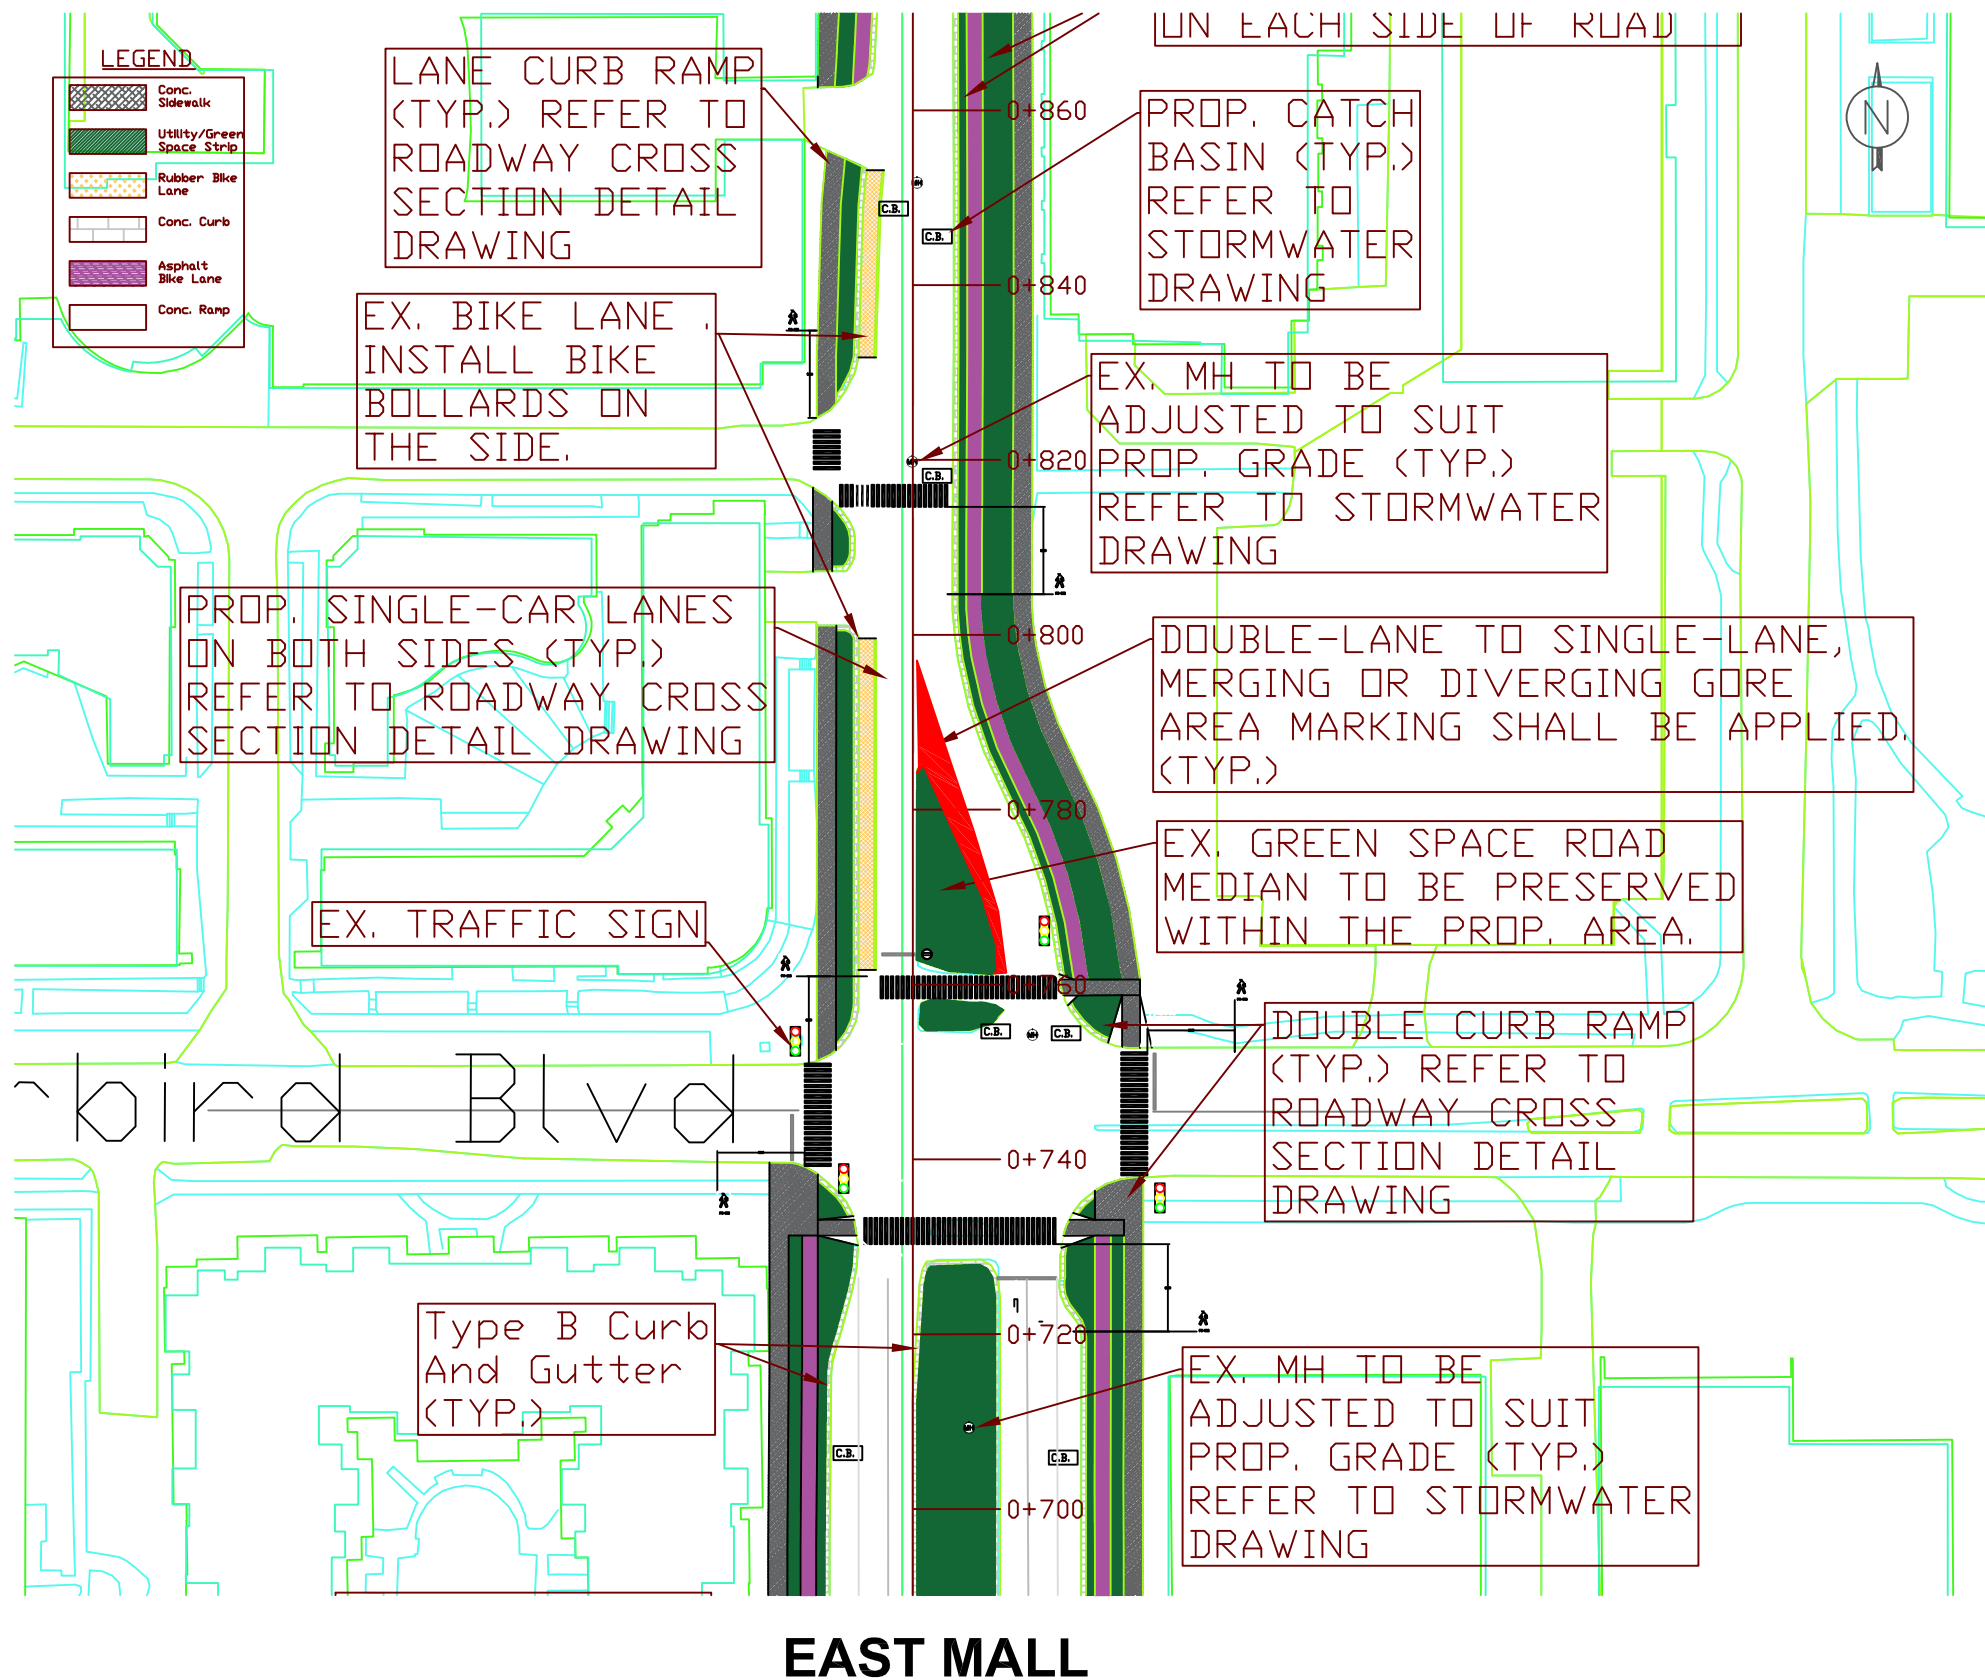 ON EACH SIDE OF ROAD
LEGEND
Conc.
Sidewalk
Utility/Green
Space Strip
Rubber Bike
Lane
Conc. Curb
Asphalt
Bike Lane
Conc. Ramp
LANE CURB RAMP
(TYP.) REFER TO
ROADWAY CROSS
SECTION DETAIL
DRAWING
0+860
PROP. CATCH
BASIN (TYP.)
REFER TO
STORMWATER
DRAWING
N
MH
C.B.
C.B.
0+840
EX. BIKE LANE .
INSTALL BIKE
BOLLARDS ON
THE SIDE.
EX. MH TO BE
ADJUSTED TO SUIT
PROP. GRADE (TYP.)
REFER TO STORMWATER
DRAWING
MH
0+820
C.B.
PROP. SINGLE-CAR LANES
ON BOTH SIDES (TYP.)
REFER TO ROADWAY CROSS
SECTION DETAIL DRAWING
0+800
DOUBLE-LANE TO SINGLE-LANE,
MERGING OR DIVERGING GORE
AREA MARKING SHALL BE APPLIED.
(TYP.)
0+780
EX. GREEN SPACE ROAD
MEDIAN TO BE PRESERVED
WITHIN THE PROP. AREA.
EX. TRAFFIC SIGN
0+760
C.B.
MH
C.B.
DOUBLE CURB RAMP
(TYP.) REFER TO
ROADWAY CROSS
SECTION DETAIL
DRAWING
rbird Blvd
0+740
Type B Curb
And Gutter
(TYP.)
0+720
EX. MH TO BE
ADJUSTED TO SUIT
PROP. GRADE (TYP.)
REFER TO STORMWATER
DRAWING
MH
C.B.
C.B.
0+700
EAST MALL